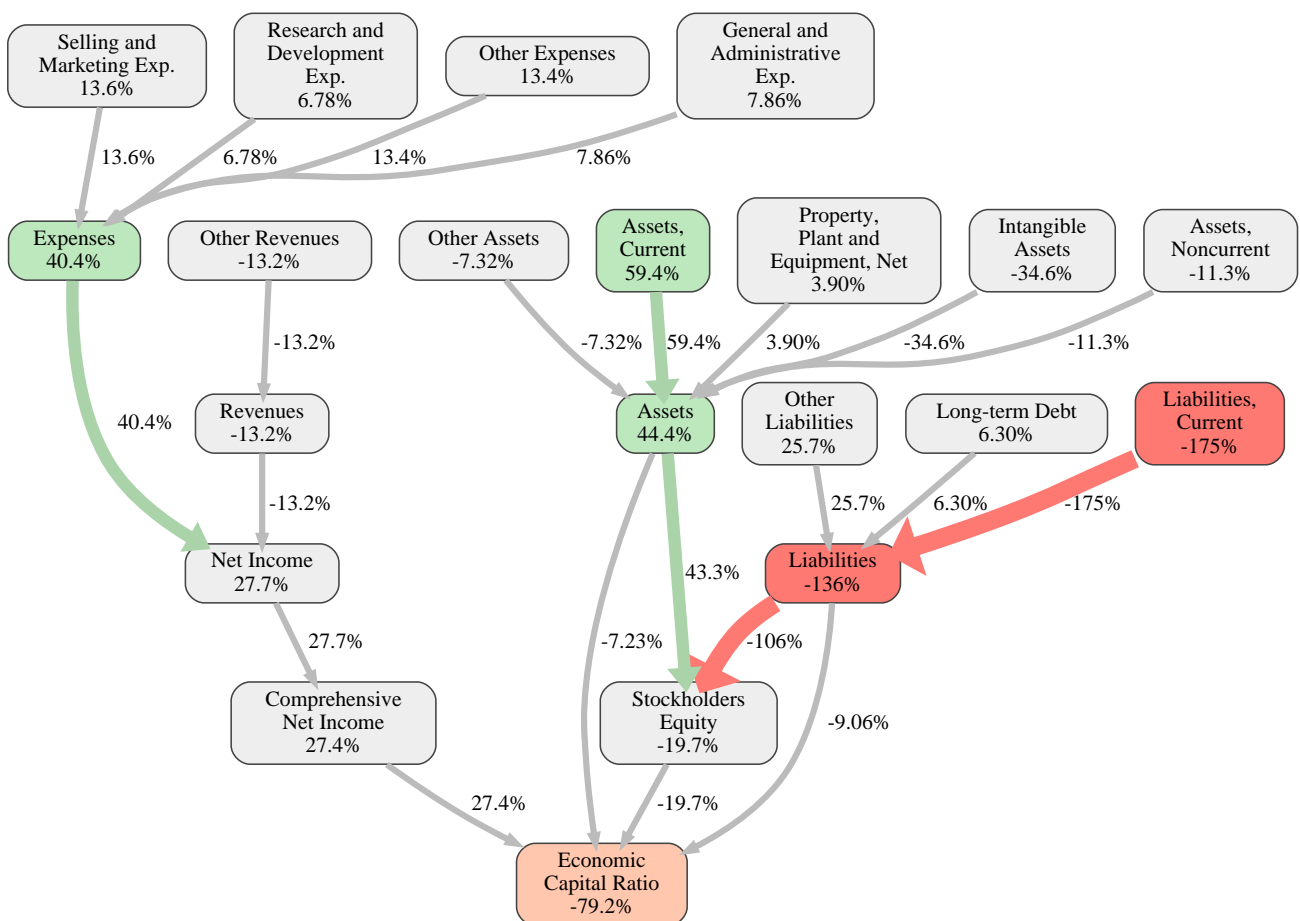 Selling and
Marketing Exp.
13.6%
Research and
Development
Exp.
6.78%
Other Expenses
13.4%
General and
Administrative
Exp.
7.86%
13.6%
6.78%
13.4%
7.86%
Expenses
40.4%
Other Revenues
-13.2%
Other Assets
-7.32%
Assets,
Current
59.4%
Property,
Plant and
Equipment, Net
3.90%
Intangible
Assets
-34.6%
Assets,
Noncurrent
-11.3%
-13.2%
-7.32%
59.4%
3.90%
-34.6%
-11.3%
40.4%
Revenues
-13.2%
Assets
44.4%
Other
Liabilities
25.7%
Long-term Debt
6.30%
Liabilities,
Current
-175%
-13.2%
25.7%
6.30%
-175%
Net Income
27.7%
43.3%
Liabilities
-136%
27.7%
-7.23%
-106%
Comprehensive
Net Income
27.4%
Stockholders
Equity
-19.7%
-9.06%
27.4%
-19.7%
Economic
Capital Ratio
-79.2%